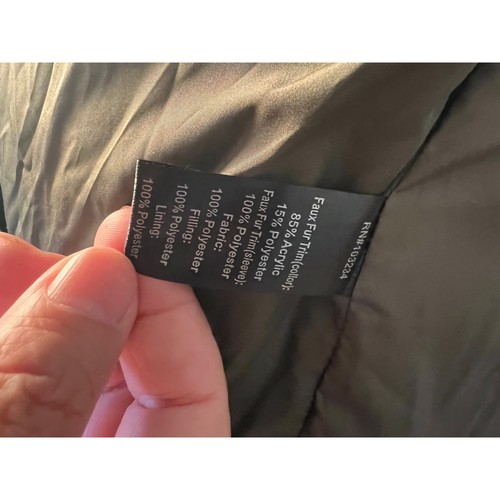 RN#:103234
Faux Fur Trim(collor):
85% Acrylic
15% Polyester
Faux Fur Trim(sleeve):
100% Polyester
Fabric:
100% Polyester
Filling:
100% Polyester
Lining:
100% Polyester